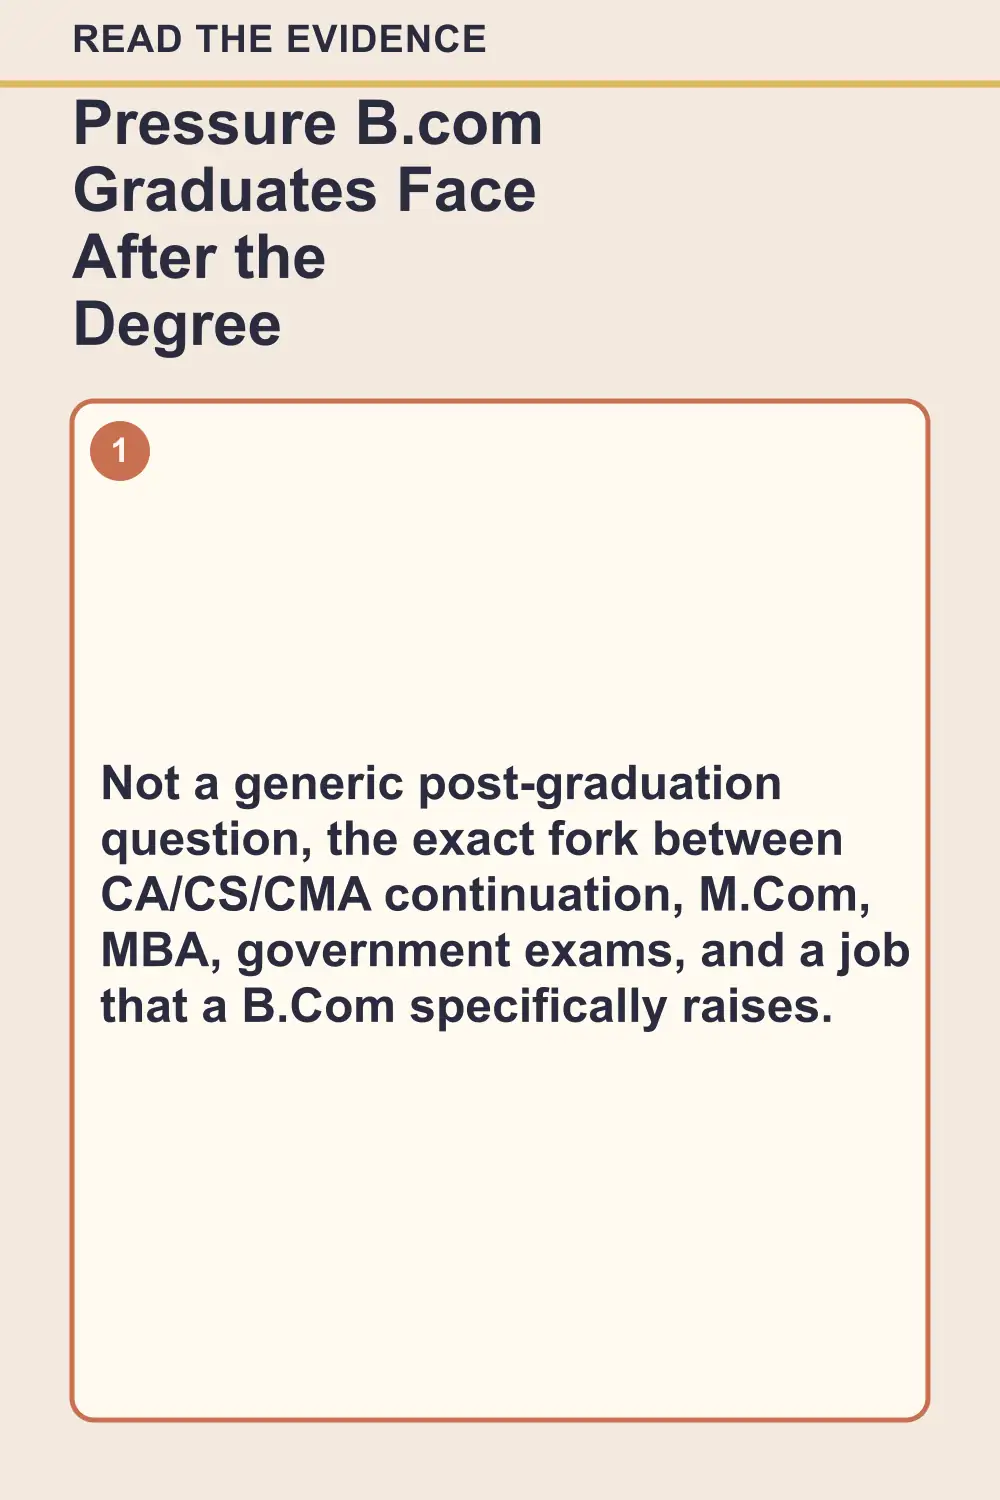 READ THE EVIDENCE
Pressure B.com
Graduates Face
After the
Degree
1
Not a generic post-graduation
question, the exact fork between
CA/CS/CMA continuation, M.Com,
MBA, government exams, and a job
that a B.Com specifically raises.